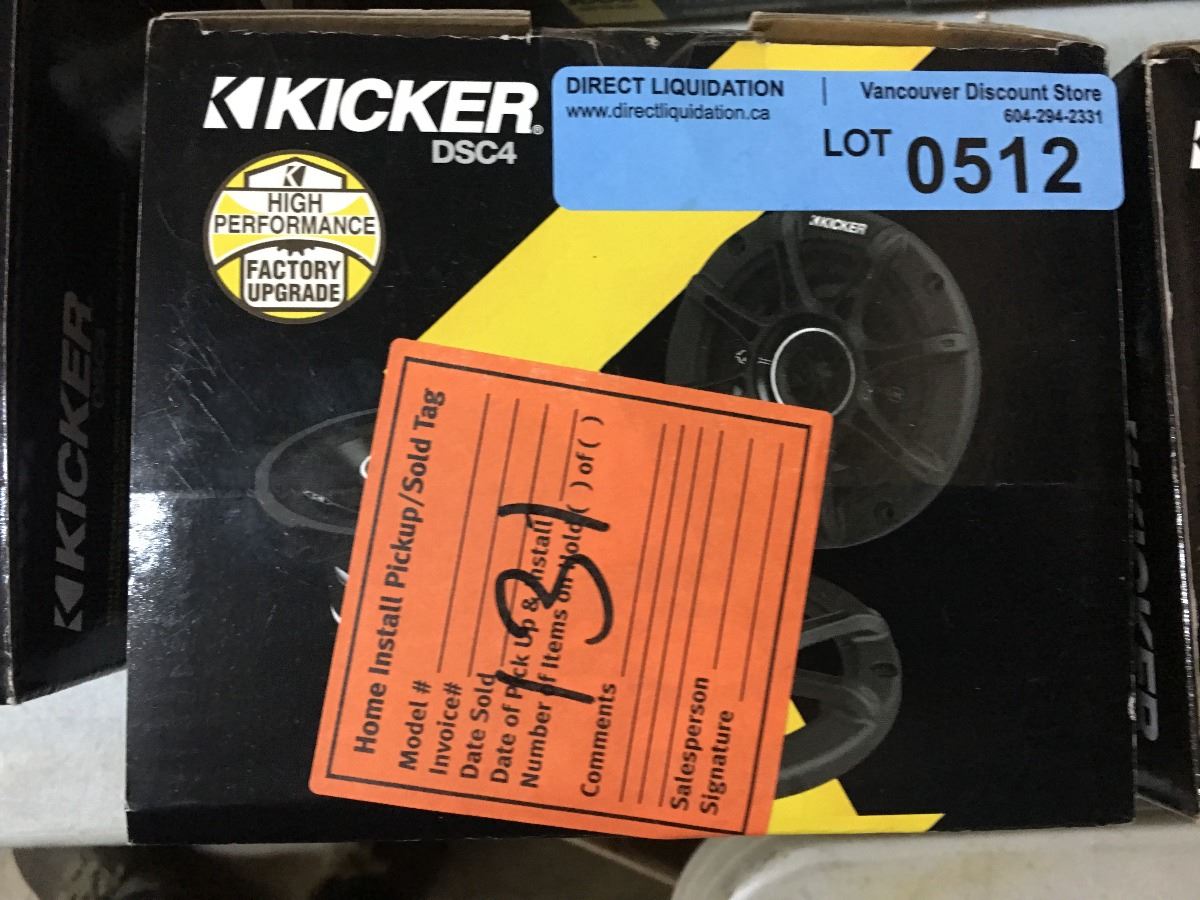 KICKER®
DSC4
HIGH
PERFORMANCE
FACTORY
UPGRADE
DIRECT LIQUIDATION | Vancouver Discount Store
www.directliquidation.ca 604-294-2331
LOT 0512
KICKER
Home Install Pickup/Sold Tag
Model #
Invoice#
Date Sold
Date of Pick Up & Install
Number of Items on Hold ( ) of ( )
Comments
Salesperson
Signature
131
KICKER
DSC4
KICKER